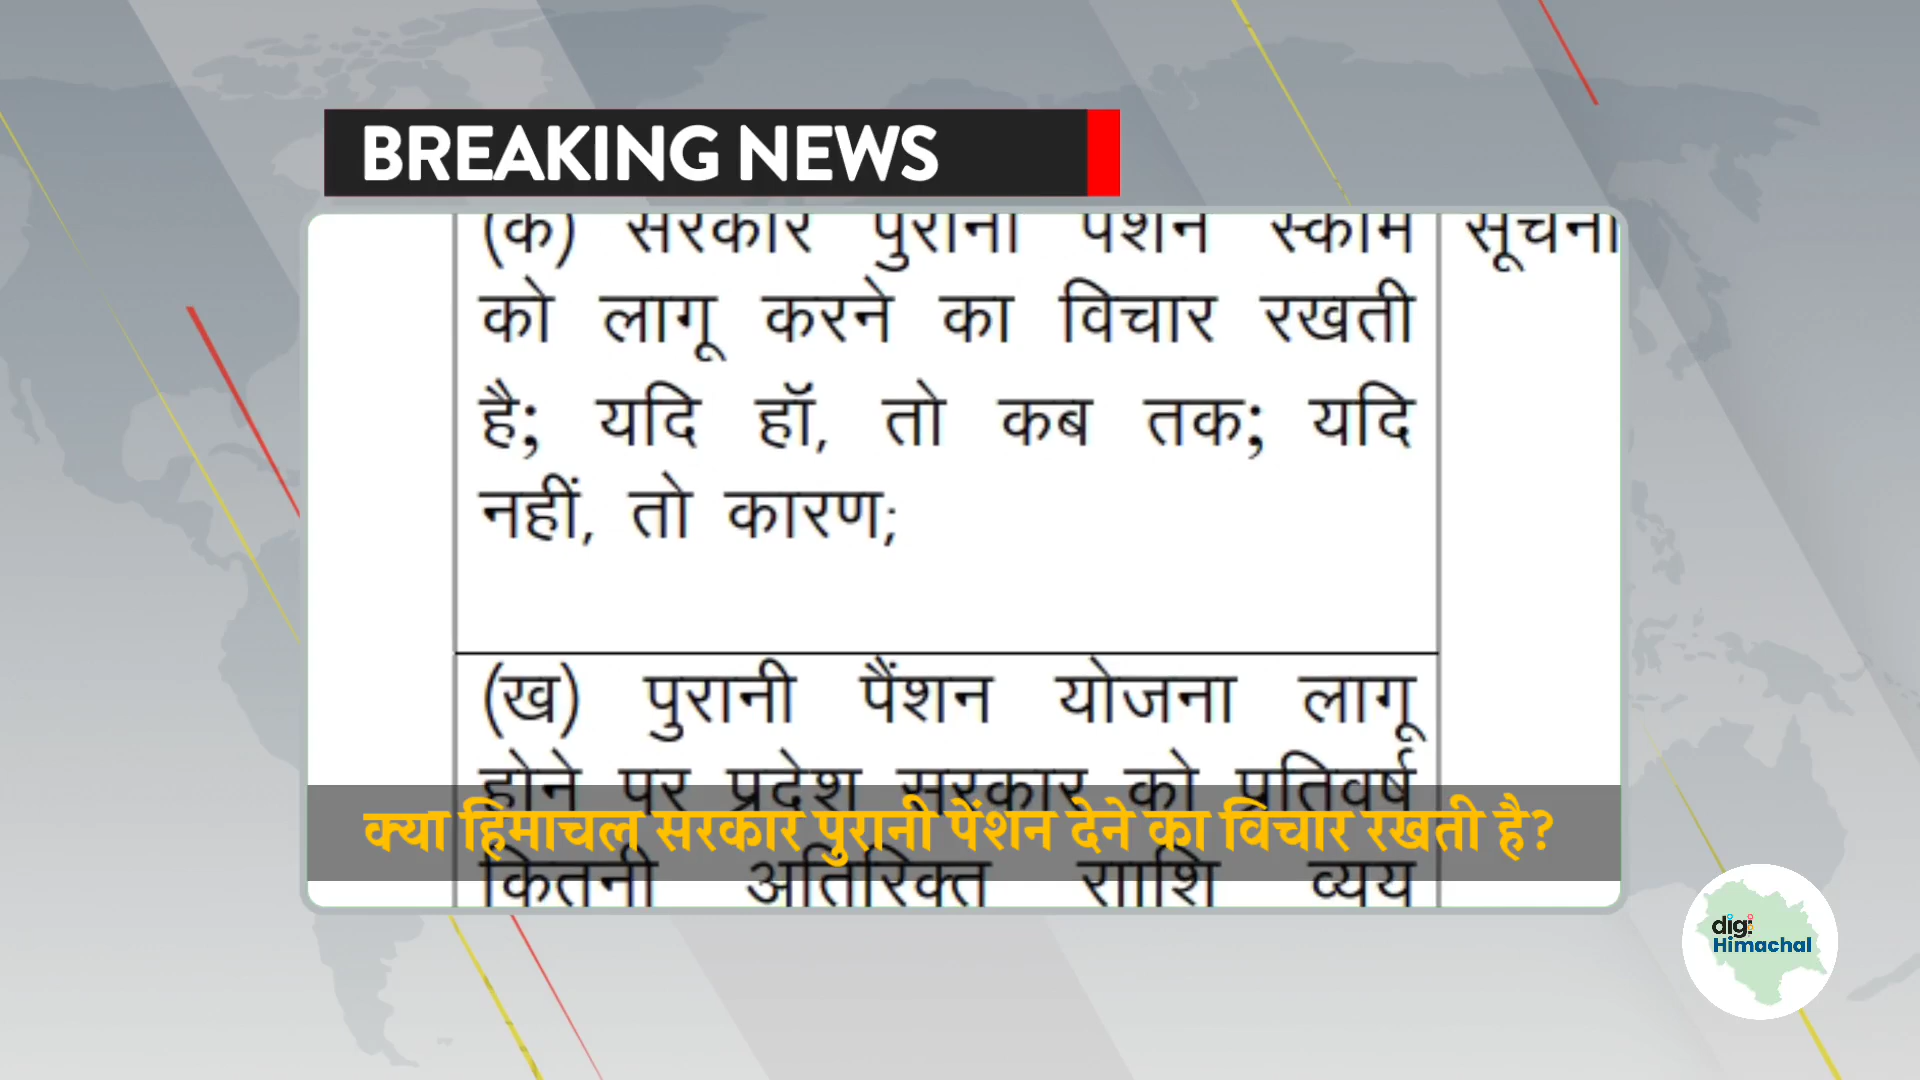 BREAKING NEWS
(क) सरकार पुरानी पेंशन स्कीम सूचना
को लागू करने का विचार रखती
है; यदि हॉ, तो कब तक; यदि
नहीं, तो कारण;
(ख) पुरानी पैंशन योजना लागू
होने पर प्रदेश सरकार को प्रतिवर्ष
क्या हिमाचल सरकार पुरानी पेंशन देने का विचार रखती है?
कितनी अतिरिक्त राशि व्यय
digi
Himachal